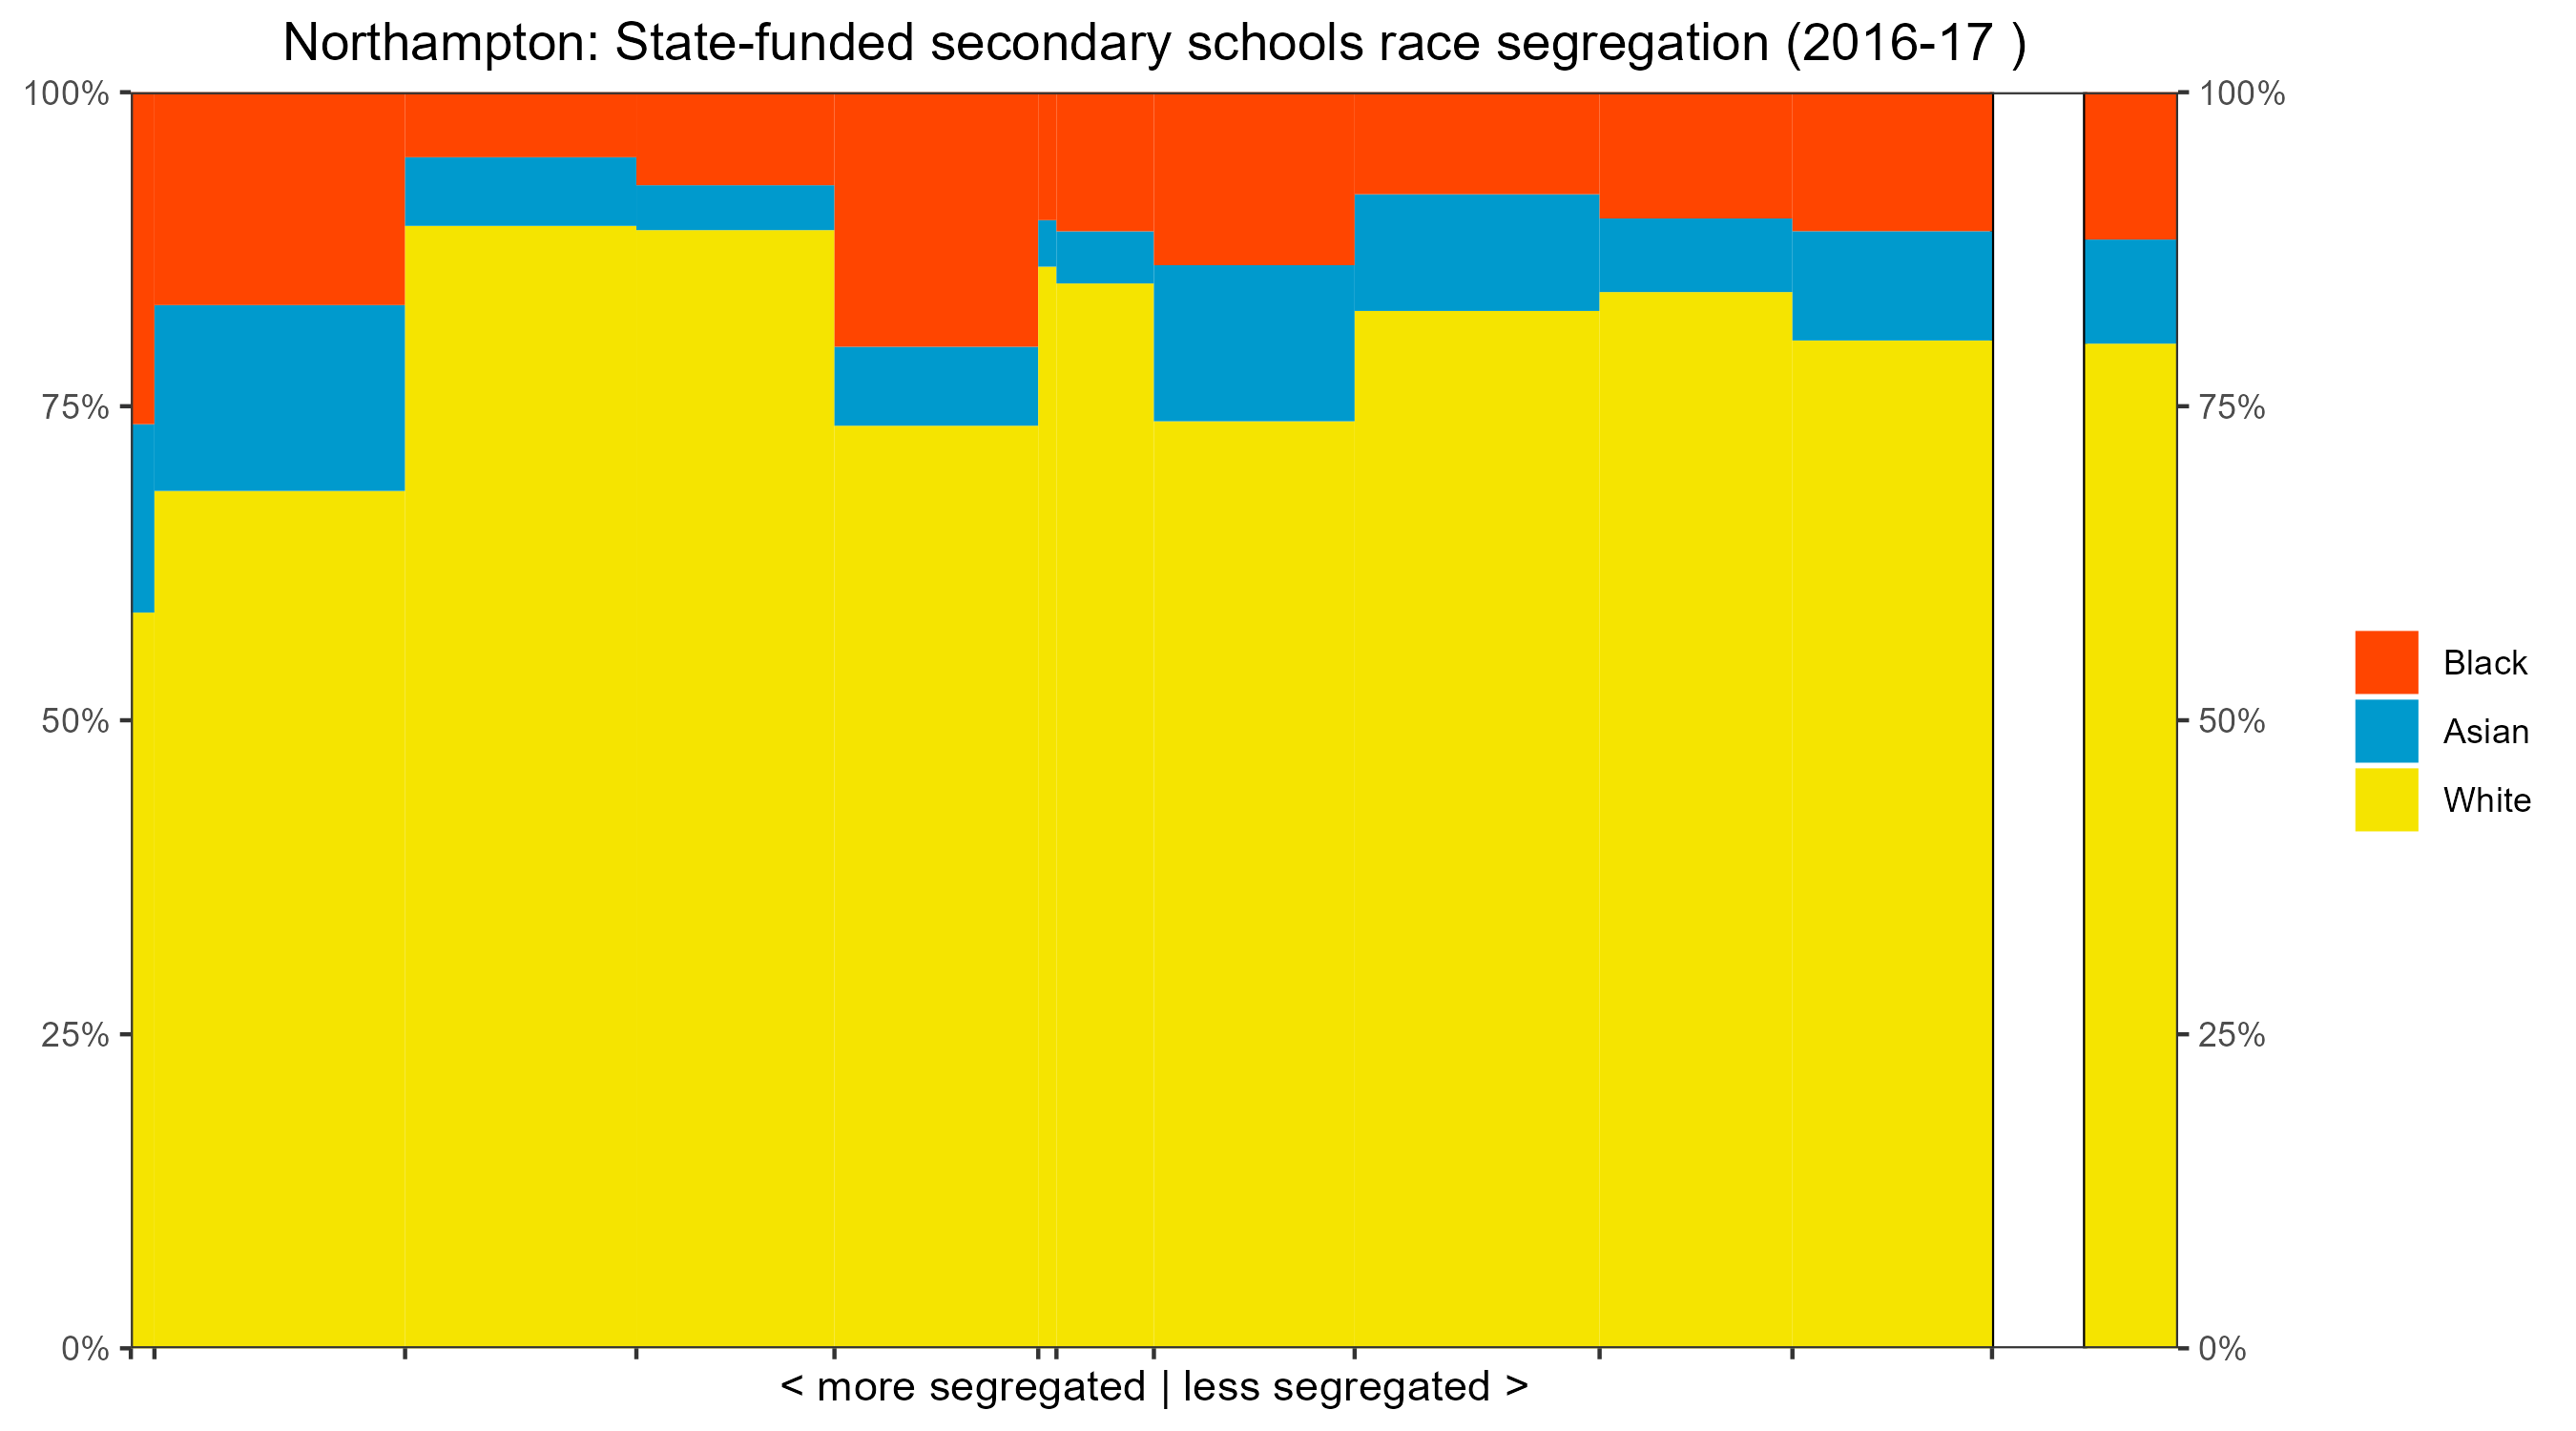 Northampton: State-funded secondary schools race segregation (2016-17 )
100%
75%
50%
25%
0%
100%
75%
50%
25%
0%
Black
Asian
White
< more segregated | less segregated >